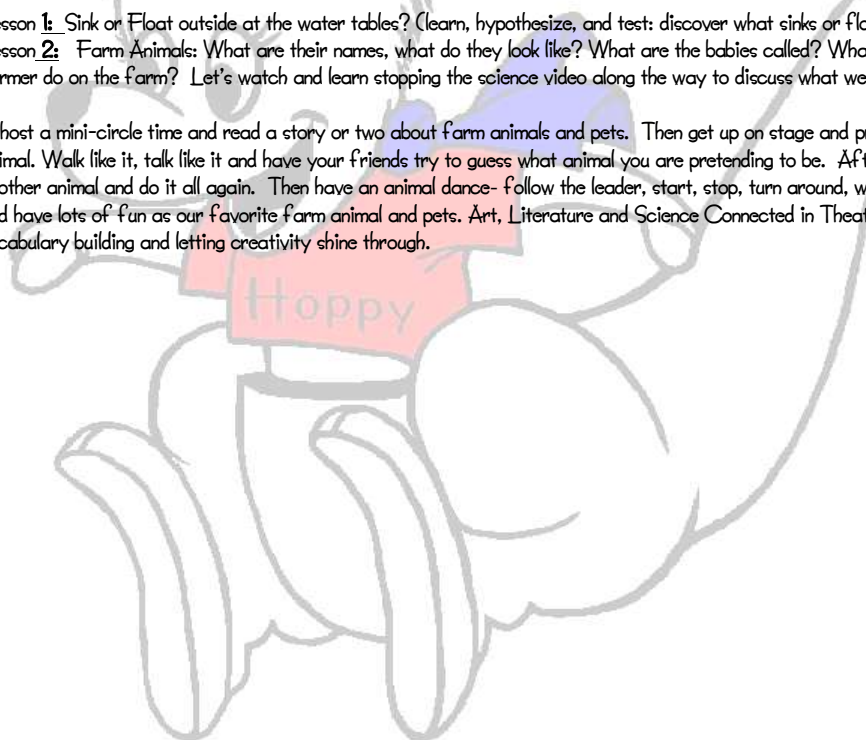 sson 1: Sink or Float outside at the water tables? (learn, hypothesize, and test: discover what sinks or flo
sson 2: Farm Animals: What are their names, what do they look like? What are the babies called? Wha
rmer do on the farm? Let's watch and learn stopping the science video along the way to discuss what we
host a mini-circle time and read a story or two about farm animals and pets. Then get up on stage and pr
imal. Walk like it, talk like it and have your friends try to guess what animal you are pretending to be. Aft
other animal and do it all again. Then have an animal dance- follow the leader, start, stop, turn around, w
d have lots of fun as our favorite farm animal and pets. Art, Literature and Science Connected in Theat
cabulary building and letting creativity shine through.
Hoppy